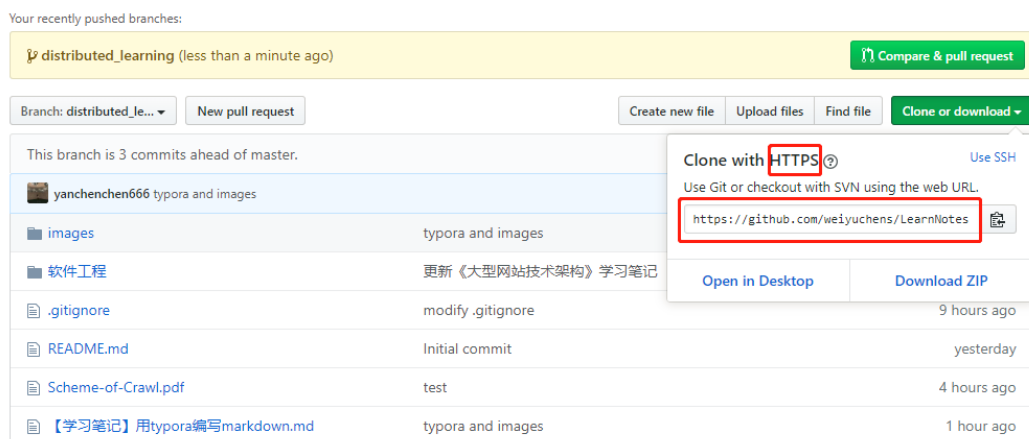 Your recently pushed branches:
distributed_learning (less than a minute ago)
Compare & pull request
Branch: distributed_le...
New pull request
Create new file
Upload files
Find file
Clone or download
This branch is 3 commits ahead of master.
Clone with HTTPS
Use SSH
Use Git or checkout with SVN using the web URL.
https://github.com/weiyuchens/LearnNotes
Open in Desktop
Download ZIP
yanchenchen666 typora and images
images
typora and images
软件工程
更新《大型网站技术架构》学习笔记
.gitignore
modify .gitignore
9 hours ago
README.md
Initial commit
yesterday
Scheme-of-Crawl.pdf
test
4 hours ago
【学习笔记】用typora编写markdown.md
typora and images
1 hour ago